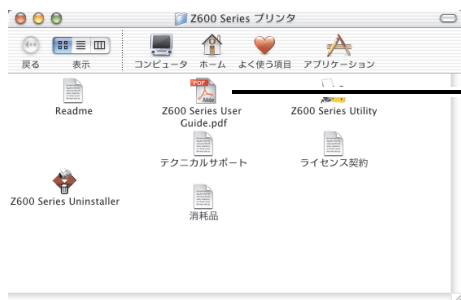 Z600 Series プリンタ
戻る 表示 コンピュータ ホーム よく使う項目 アプリケーション
PDF
Adobe
Readme
Z600 Series User
Guide.pdf
Z600 Series Utility
テクニカルサポート
ライセンス契約
Z600 Series Uninstaller
消耗品